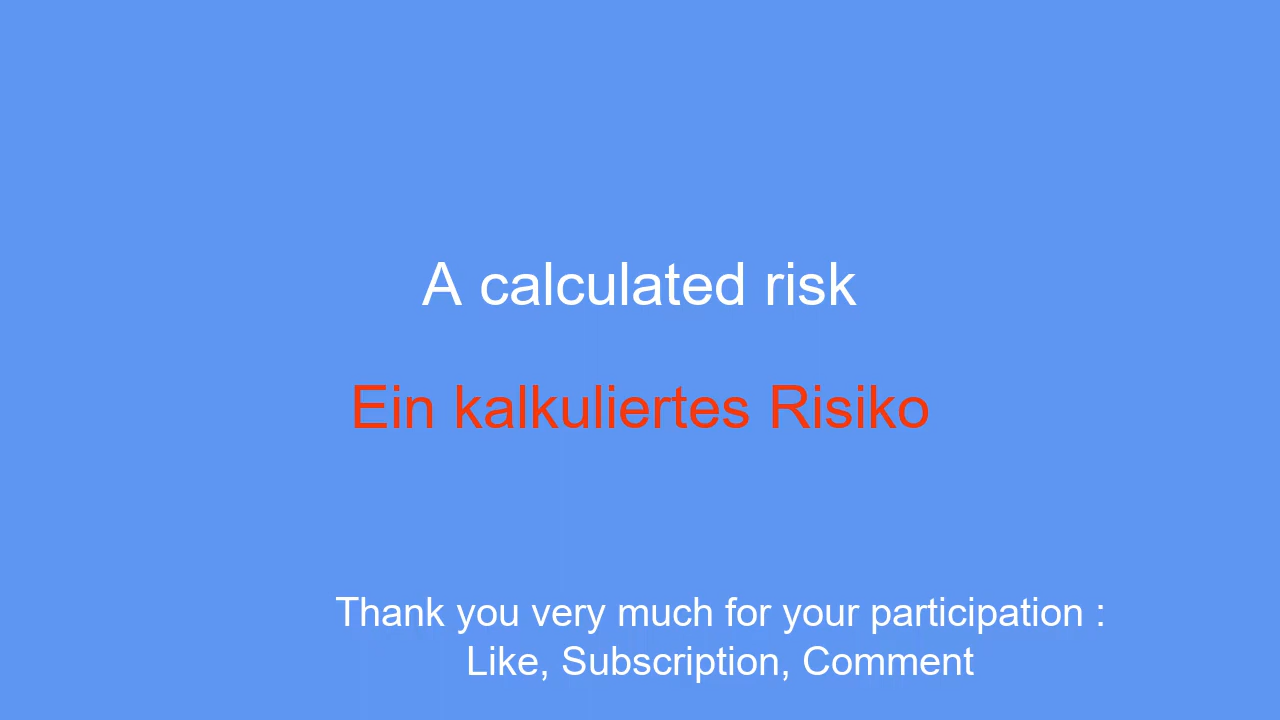 A calculated risk
Ein kalkuliertes Risiko
Thank you very much for your participation :
Like, Subscription, Comment